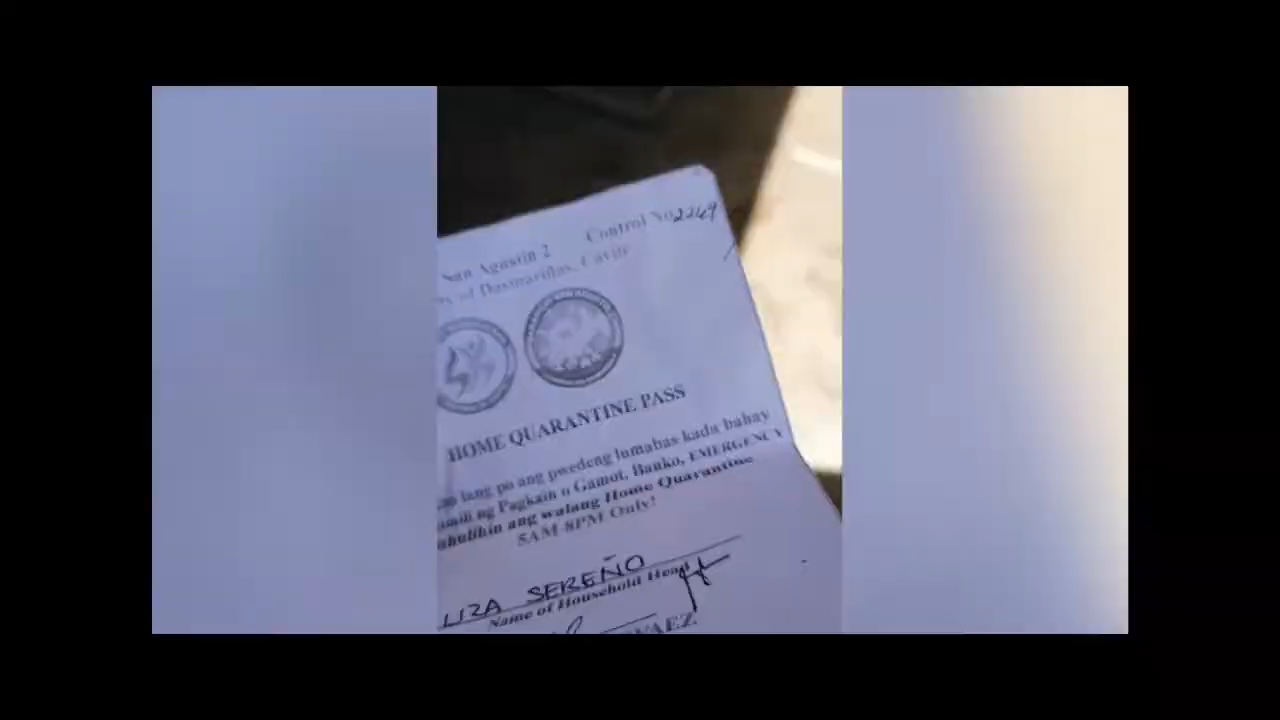 San Agustin 2 Control No 2249
of Dasmariñas, Cavite
HOME QUARANTINE PASS
lang po ang pwedeng lumabas kada bahay
ng Pagkain o Gamot, Banko, EMERGENCY
ang walang Home Quarantine
5AM-8PM Only!
LIZA SEREÑO
Name of Household Head